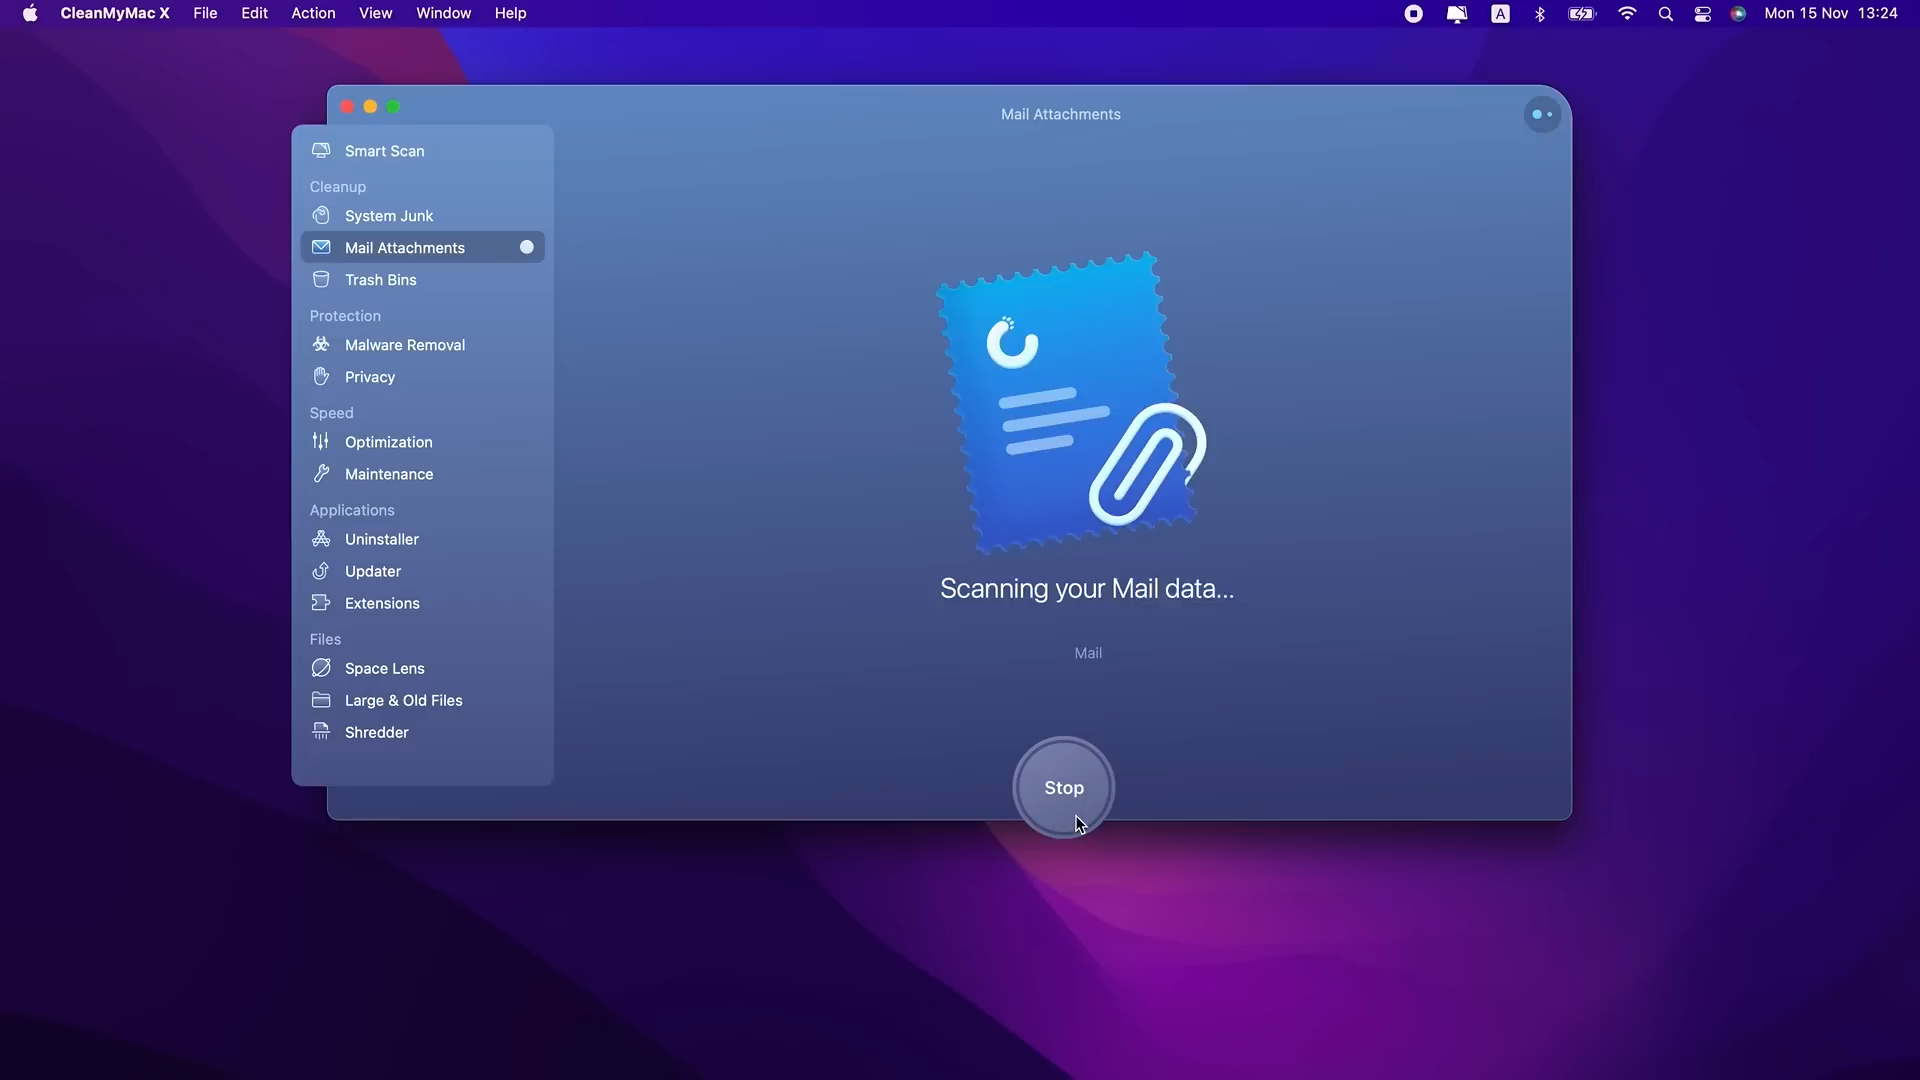 CleanMyMac X File Edit Action View Window Help A Mon 15 Nov 13:24
Mail Attachments
Smart Scan
Cleanup
System Junk
Mail Attachments
Trash Bins
Protection
Malware Removal
Privacy
Speed
Optimization
Maintenance
Applications
Uninstaller
Updater
Extensions
Files
Space Lens
Large & Old Files
Shredder
Scanning your Mail data...
Mail
Stop